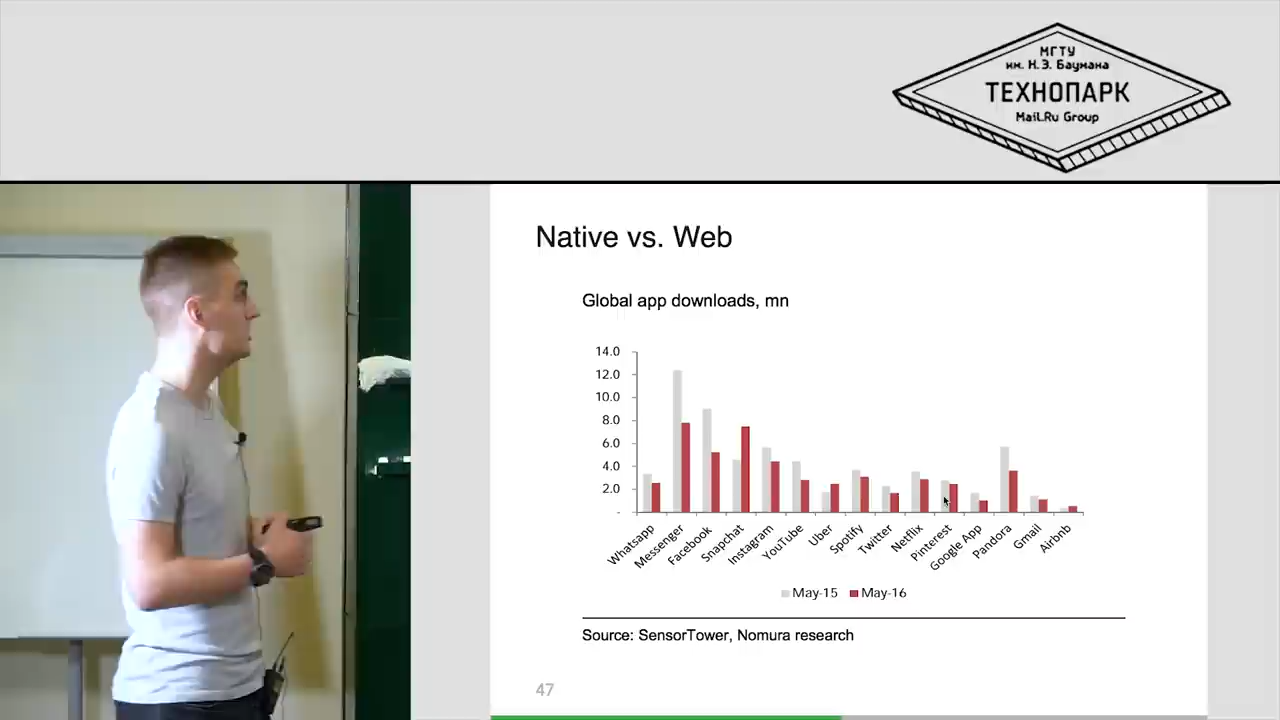 МГТУ
им. Н.Э. Баумана
ТЕХНОПАРК
Mail.Ru Group
Native vs. Web
Global app downloads, mn
14.0
12.0
10.0
8.0
6.0
4.0
2.0
-
Whatsapp
Messenger
Facebook
Snapchat
Instagram
YouTube
Uber
Spotify
Twitter
Netflix
Pinterest
Google App
Pandora
Gmail
Airbnb
May-15
May-16
Source: SensorTower, Nomura research
47